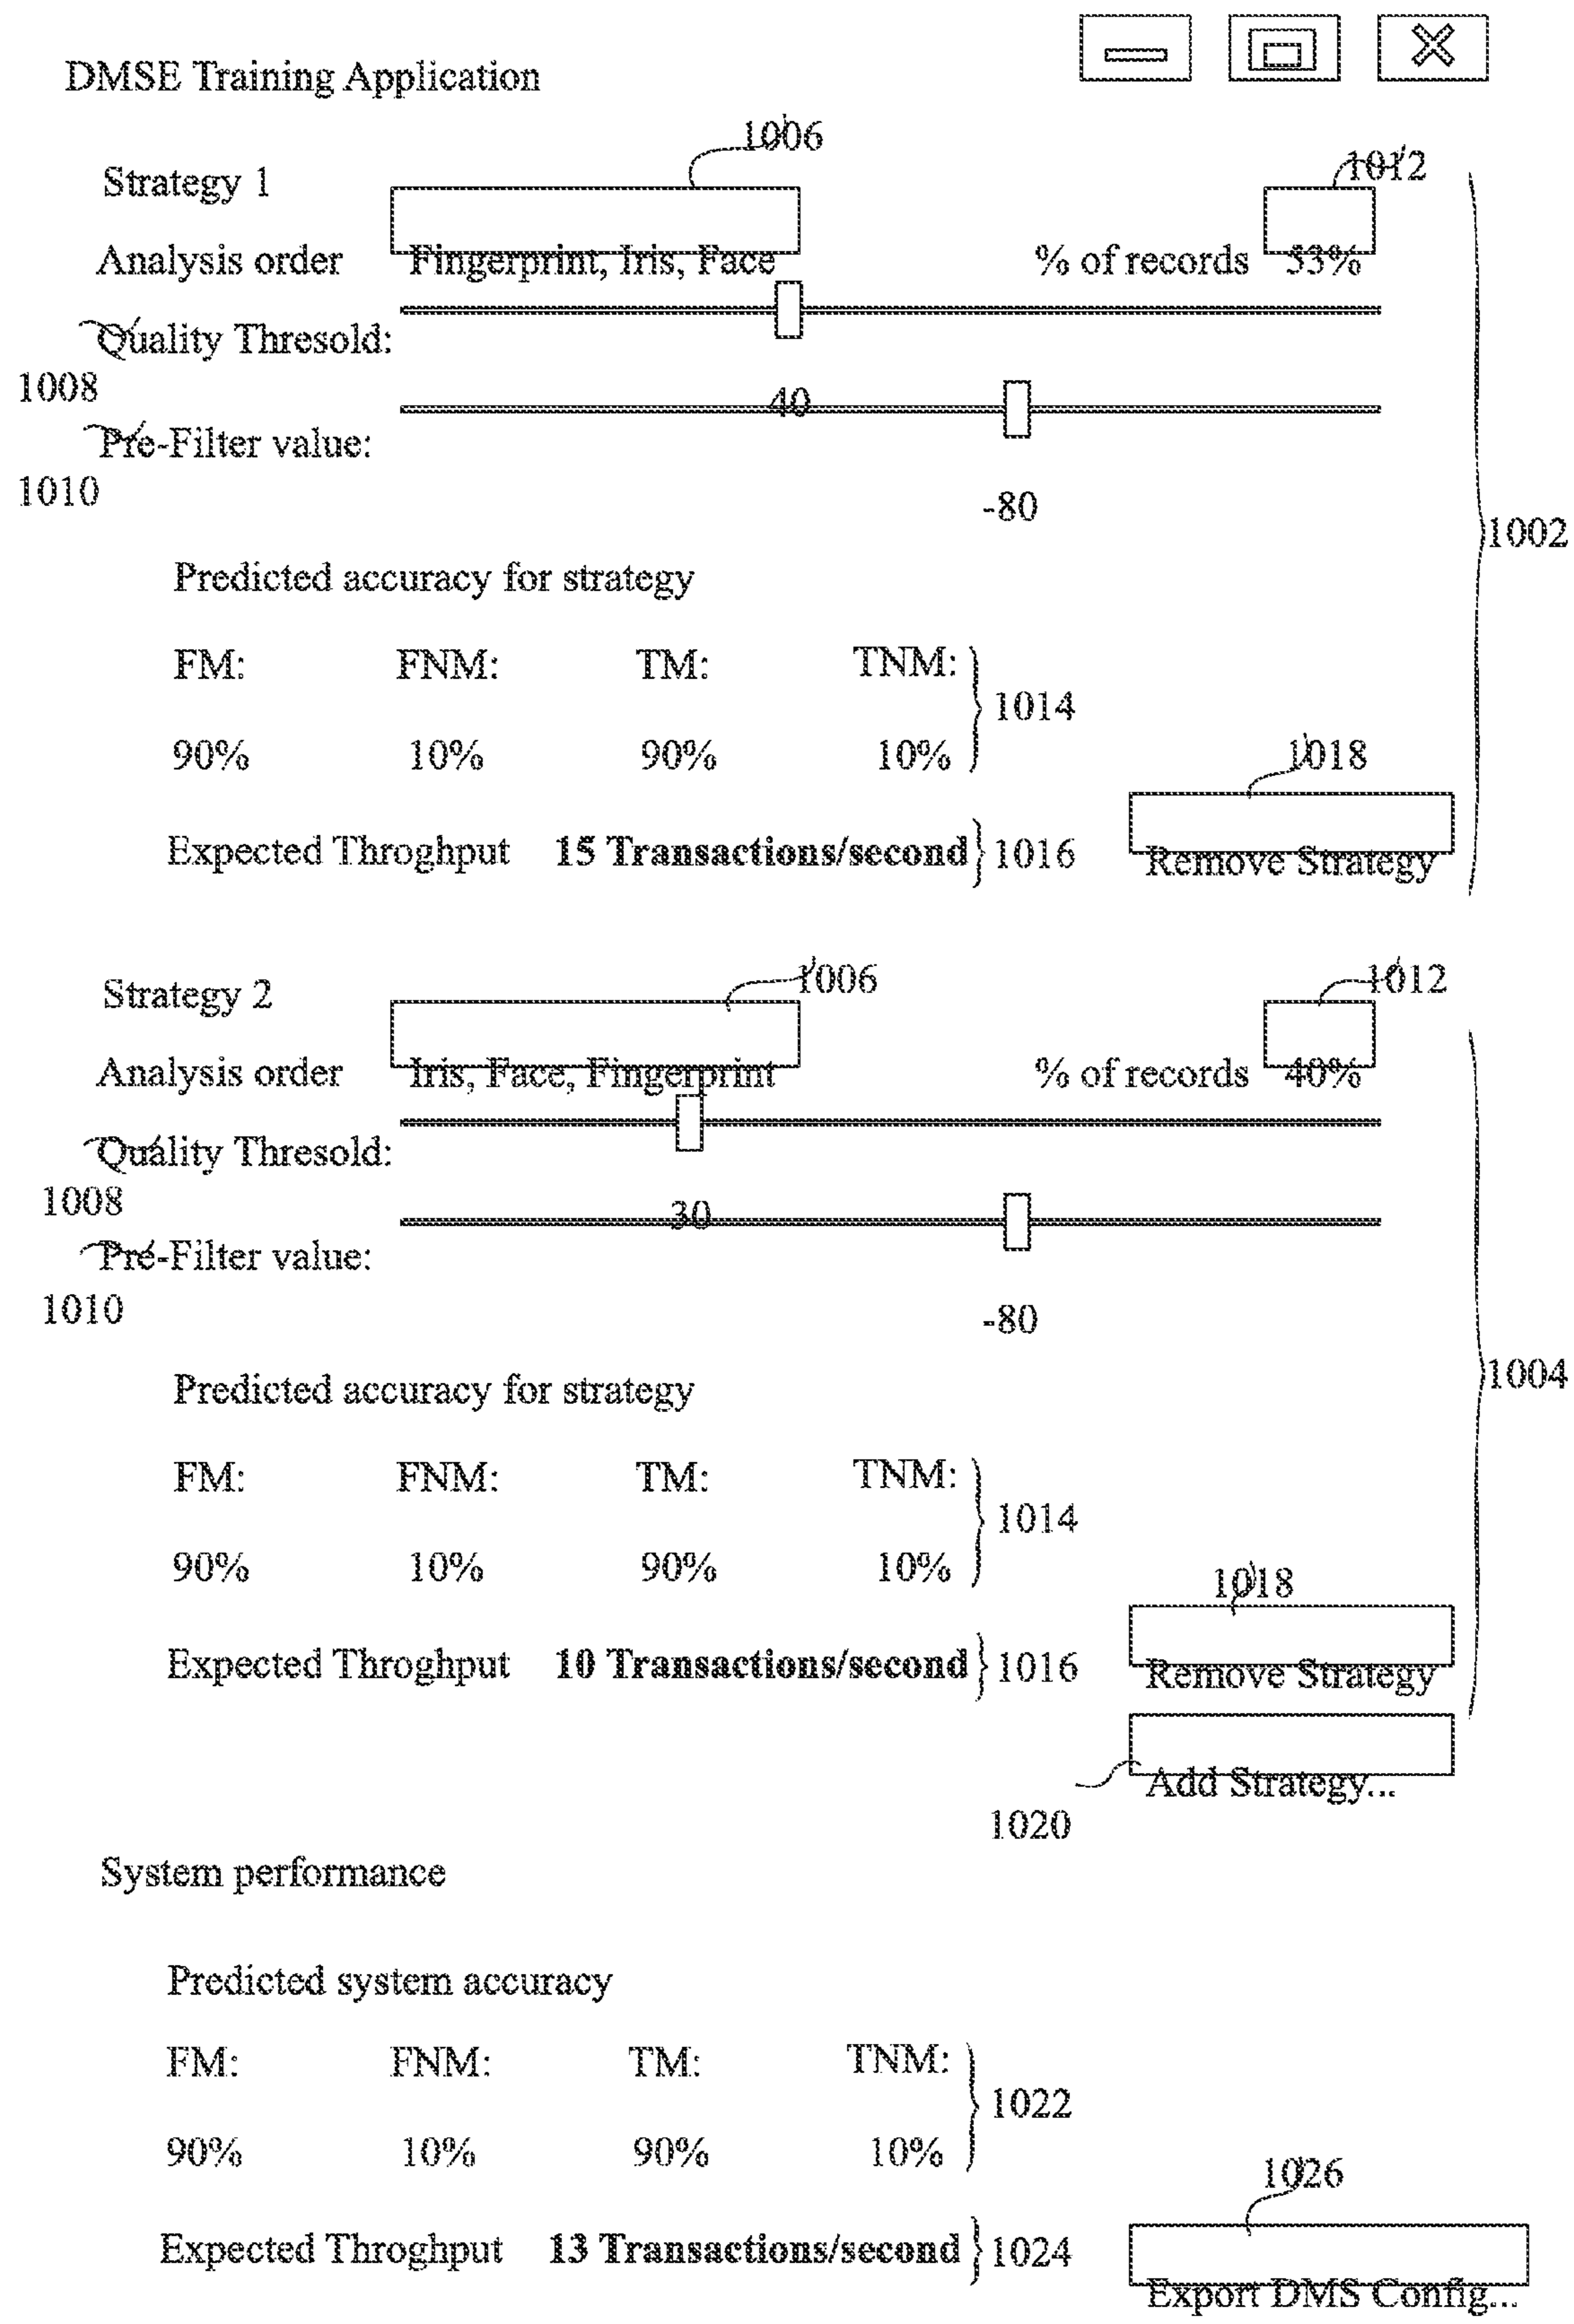 DMSE Training Application
1006
1012
Strategy 1
Analysis order Fingerprint, Iris, Face % of records 53%
Quality Thresold:
1008
40
Pre-Filter value:
1010
-80
1002
Predicted accuracy for strategy
FM: FNM: TM: TNM:
1014
90% 10% 90% 10%
1018
Expected Throghput 15 Transactions/second 1016 Remove Strategy
1006 1012
Strategy 2
Analysis order Iris, Face, Fingerprint % of records 40%
Quality Thresold:
1008
30
Pre-Filter value:
1010
-80
1004
Predicted accuracy for strategy
FM: FNM: TM: TNM:
1014
90% 10% 90% 10%
1018
Expected Throghput 10 Transactions/second 1016 Remove Strategy
Add Strategy...
1020
System performance
Predicted system accuracy
FM: FNM: TM: TNM:
1022
90% 10% 90% 10%
1026
Expected Throghput 13 Transactions/second 1024
Export DMS Config...